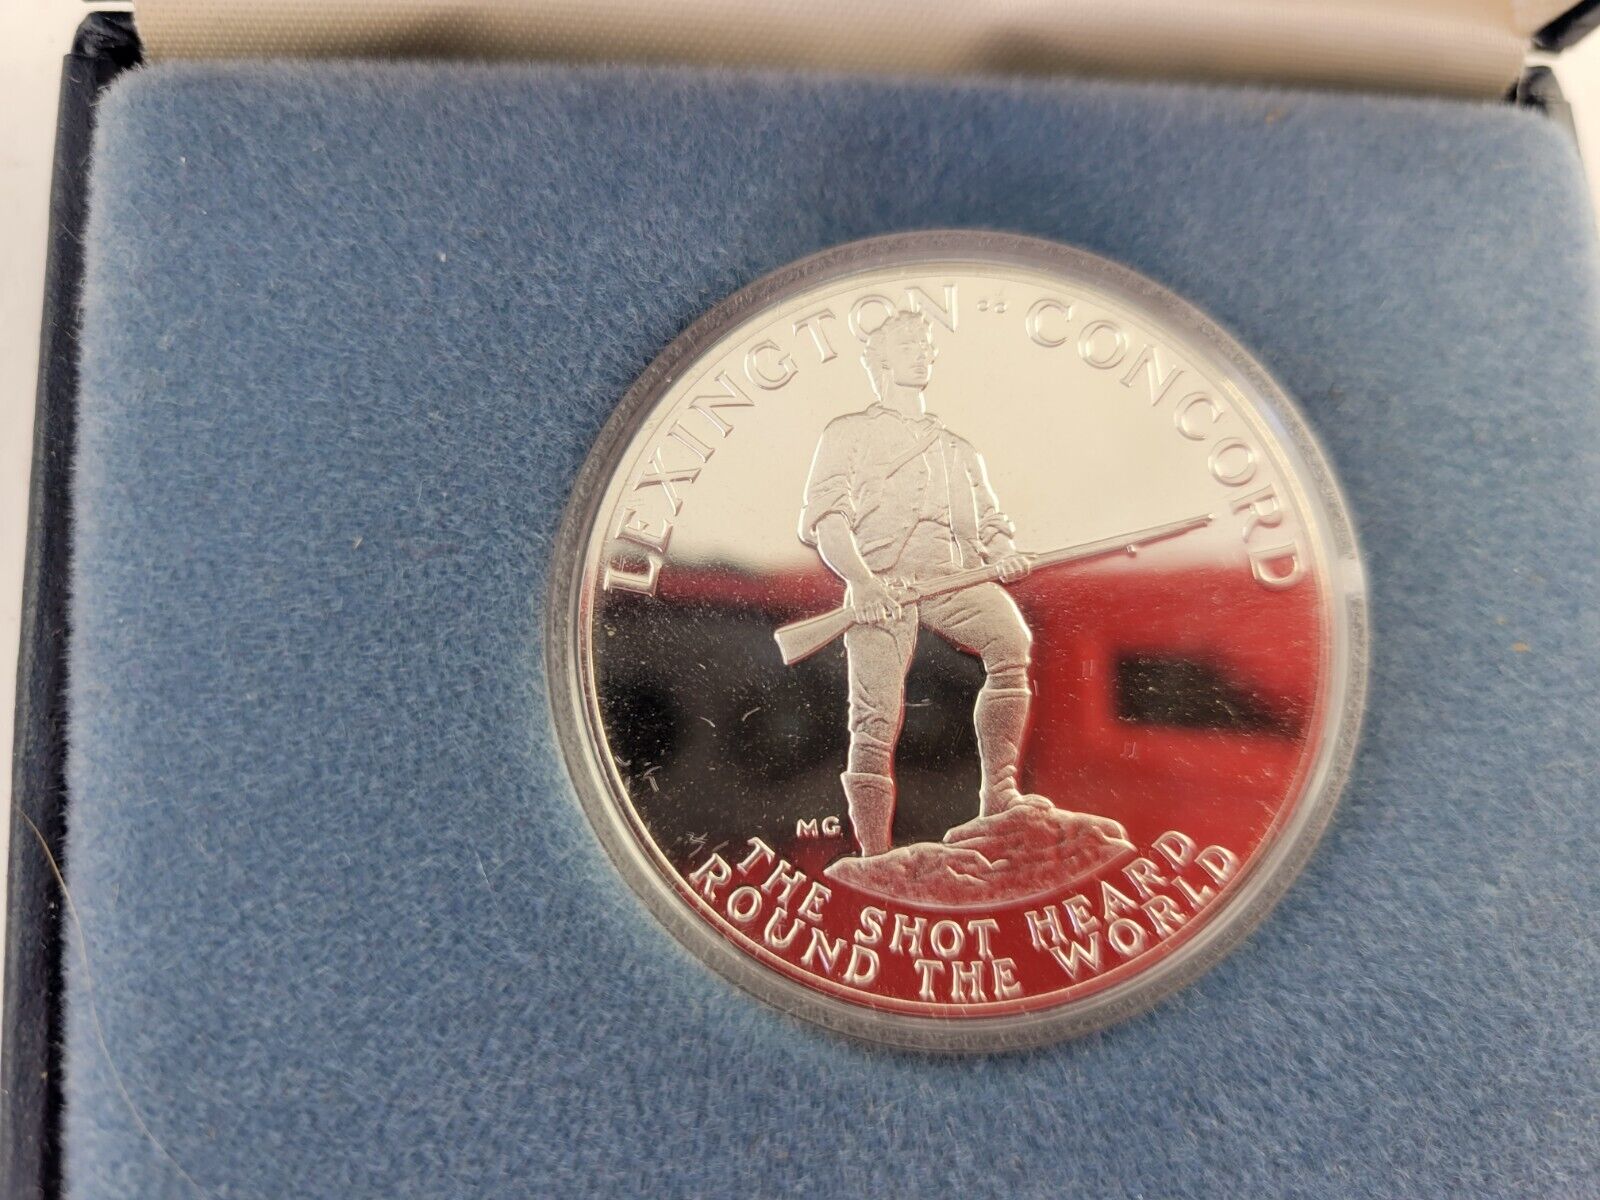 LEXINGTON·· CONCORD
MG
THE SHOT HEARD
ROUND THE WORLD